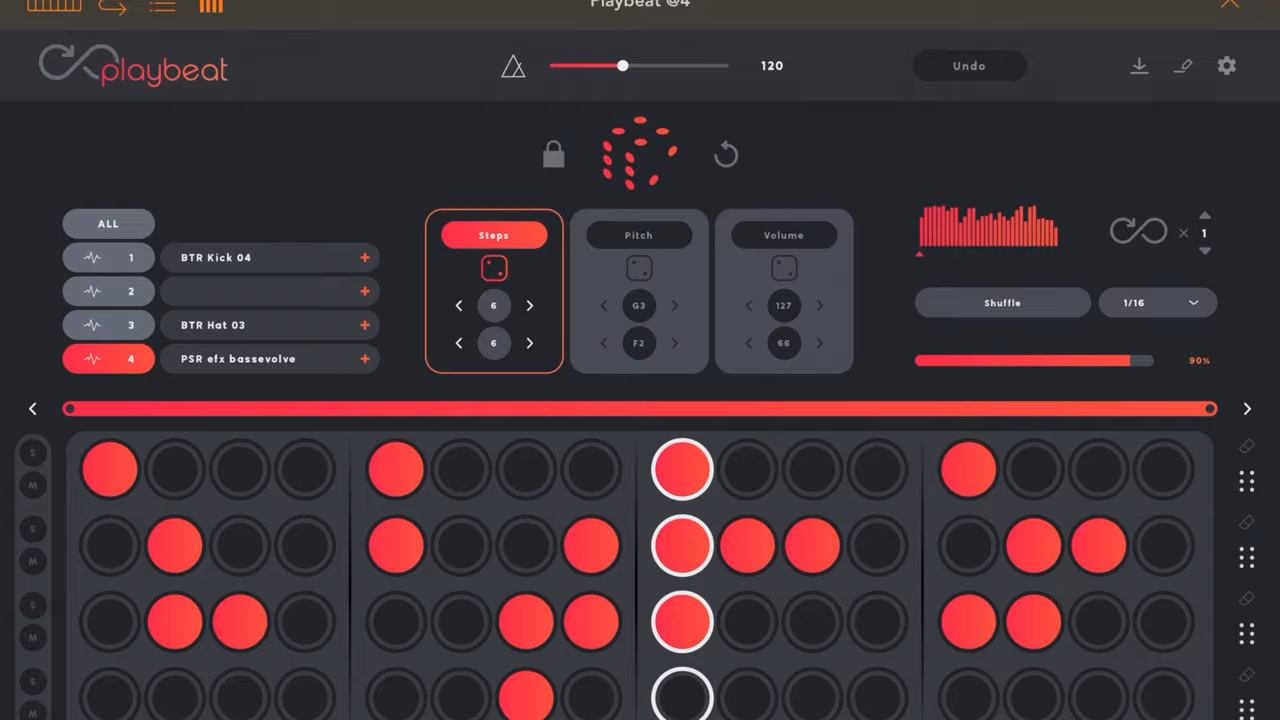 Playbeat @4
playbeat
120
Undo
ALL
1 BTR Kick 04 +
2 +
3 BTR Hat 03 +
4 PSR efx bassevolve +
Steps
6
6
Pitch
G3
F2
Volume
127
66
× 1
Shuffle
1/16
90%
S
M
S
M
S
M
S
M